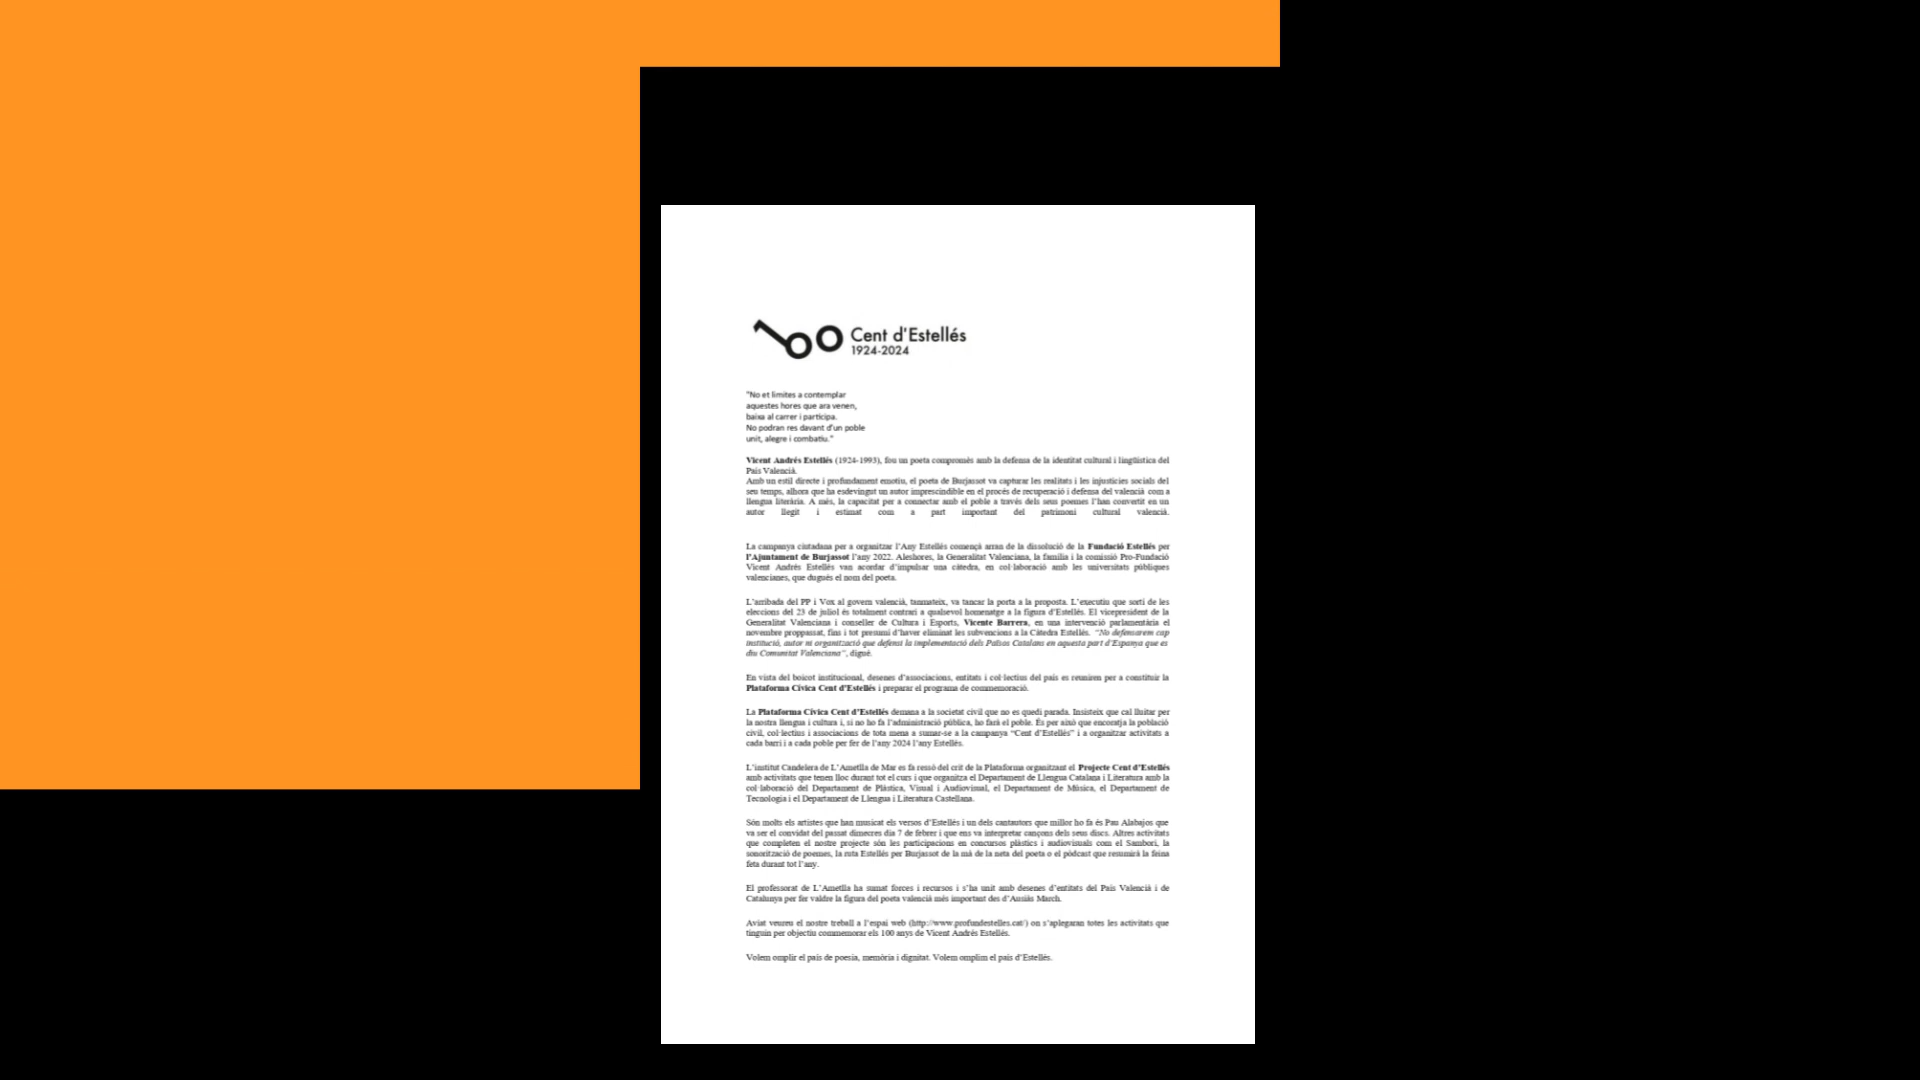 100 Cent d'Estellés
1924-2024
"No et limites a contemplar
aquestes hores que ara venen,
baixa al carrer i participa.
No podran res davant d'un poble
unit, alegre i combatiu."
Vicent Andrés Estellés (1924-1993), fou un poeta compromès amb la defensa de la identitat cultural i lingüística del
País Valencià.
Amb un estil directe i profundament emotiu, el poeta de Burjassot va capturar les realitats i les injustícies socials del
seu temps, alhora que ha esdevingut un autor imprescindible en el procés de recuperació i defensa del valencià com a
llengua literària. A més, la capacitat per a connectar amb el poble a través dels seus poemes l'han convertit en un
autor llegit i estimat com a part important del patrimoni cultural valencià.
La campanya ciutadana per a organitzar l'Any Estellés començà arran de la dissolució de la Fundació Estellés per
l'Ajuntament de Burjassot l'any 2022. Aleshores, la Generalitat Valenciana, la família i la comissió Pro-Fundació
Vicent Andrés Estellés van acordar d'impulsar una càtedra, en col·laboració amb les universitats públiques
valencianes, que dugués el nom del poeta.
L'arribada del PP i Vox al govern valencià, tanmateix, va tancar la porta a la proposta. L'executiu que sortí de les
eleccions del 23 de juliol és totalment contrari a qualsevol homenatge a la figura d'Estellés. El vicepresident de la
Generalitat Valenciana i conseller de Cultura i Esports, Vicente Barrera, en una intervenció parlamentària el
novembre proppassat, fins i tot presumí d'haver eliminat les subvencions a la Càtedra Estellés. "No defensarem cap
institució, autor ni organització que defensi la implementació dels Països Catalans en aquesta part d'Espanya que es
diu Comunitat Valenciana", digué.
En vista del boicot institucional, desenes d'associacions, entitats i col·lectius del país es reuniren per a constituir la
Plataforma Cívica Cent d'Estellés i preparar el programa de commemoració.
La Plataforma Cívica Cent d'Estellés demana a la societat civil que no es quedi parada. Insisteix que cal lluitar per
la nostra llengua i cultura i, si no ho fa l'administració pública, ho farà el poble. És per això que encoratja la població
civil, col·lectius i associacions de tota mena a sumar-se a la campanya "Cent d'Estellés" i a organitzar activitats a
cada barri i a cada poble per fer de l'any 2024 l'any Estellés.
L'institut Candelera de L'Ametlla de Mar es fa ressò del crit de la Plataforma organitzant el Projecte Cent d'Estellés
amb activitats que tenen lloc durant tot el curs i que organitza el Departament de Llengua Catalana i Literatura amb la
col·laboració del Departament de Plàstica, Visual i Audiovisual, el Departament de Música, el Departament de
Tecnologia i el Departament de Llengua i Literatura Castellana.
Són molts els artistes que han musicat els versos d'Estellés i un dels cantautors que millor ho fa és Pau Alabajos que
va ser el convidat del passat dimecres dia 7 de febrer i que ens va interpretar cançons dels seus discs. Altres activitats
que completen el nostre projecte són les participacions en concursos plàstics i audiovisuals com el Sambori, la
sonorització de poemes, la ruta Estellés per Burjassot de la mà de la neta del poeta o el pòdcast que resumirà la feina
feta durant tot l'any.
El professorat de L'Ametlla ha sumat forces i recursos i s'ha unit amb desenes d'entitats del País Valencià i de
Catalunya per fer valdre la figura del poeta valencià més important des d'Ausiàs March.
Aviat veureu el nostre treball a l'espai web (http://www.profundestelles.cat/) on s'aplegaran totes les activitats que
tinguin per objectiu commemorar els 100 anys de Vicent Andrés Estellés.
Volem omplir el país de poesia, memòria i dignitat. Volem omplim el país d'Estellés.